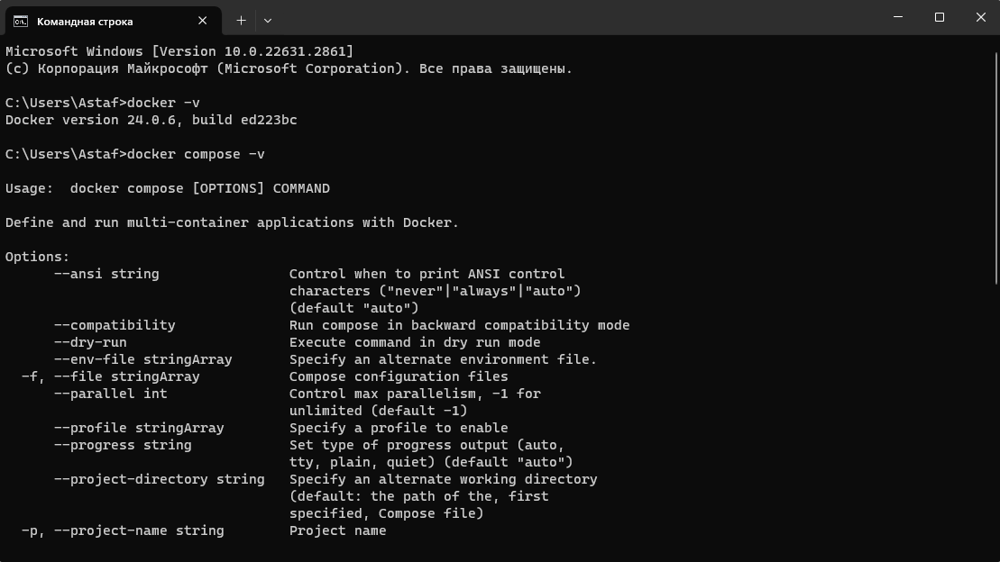 Командная строка
Microsoft Windows [Version 10.0.22631.2861]
(c) Корпорация Майкрософт (Microsoft Corporation). Все права защищены.
C:\Users\Astaf>docker -v
Docker version 24.0.6, build ed223bc
C:\Users\Astaf>docker compose -v
Usage:  docker compose [OPTIONS] COMMAND
Define and run multi-container applications with Docker.
Options:
      --ansi string                Control when to print ANSI control
                                   characters ("never"|"always"|"auto")
                                   (default "auto")
      --compatibility              Run compose in backward compatibility mode
      --dry-run                    Execute command in dry run mode
      --env-file stringArray       Specify an alternate environment file.
  -f, --file stringArray           Compose configuration files
      --parallel int               Control max parallelism, -1 for
                                   unlimited (default -1)
      --profile stringArray        Specify a profile to enable
      --progress string            Set type of progress output (auto,
                                   tty, plain, quiet) (default "auto")
      --project-directory string   Specify an alternate working directory
                                   (default: the path of the, first
                                   specified, Compose file)
  -p, --project-name string        Project name